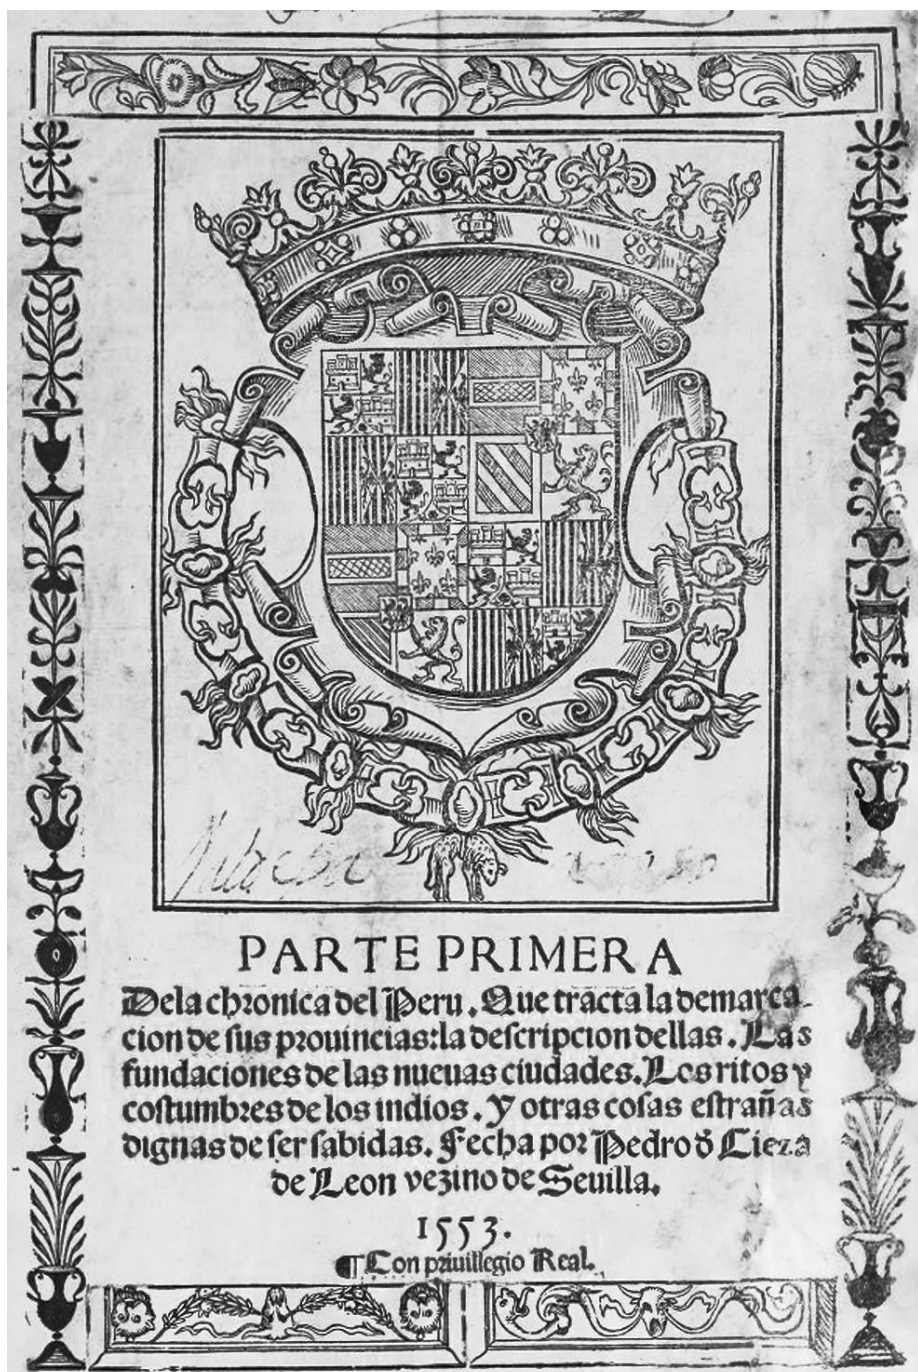 PARTE PRIMERA
Dela chronica del Peru. Que tracta la demarca-
cion de sus prouincias: la descripcion dellas. Las
fundaciones de las nueuas ciudades. Los ritos y
costumbres de los indios. Y otras cosas estrañas
dignas de ser sabidas. Fecha por Pedro d̃ Cieza
de Leon vezino de Seuilla.
1553.
¶Con priuillegio Real.